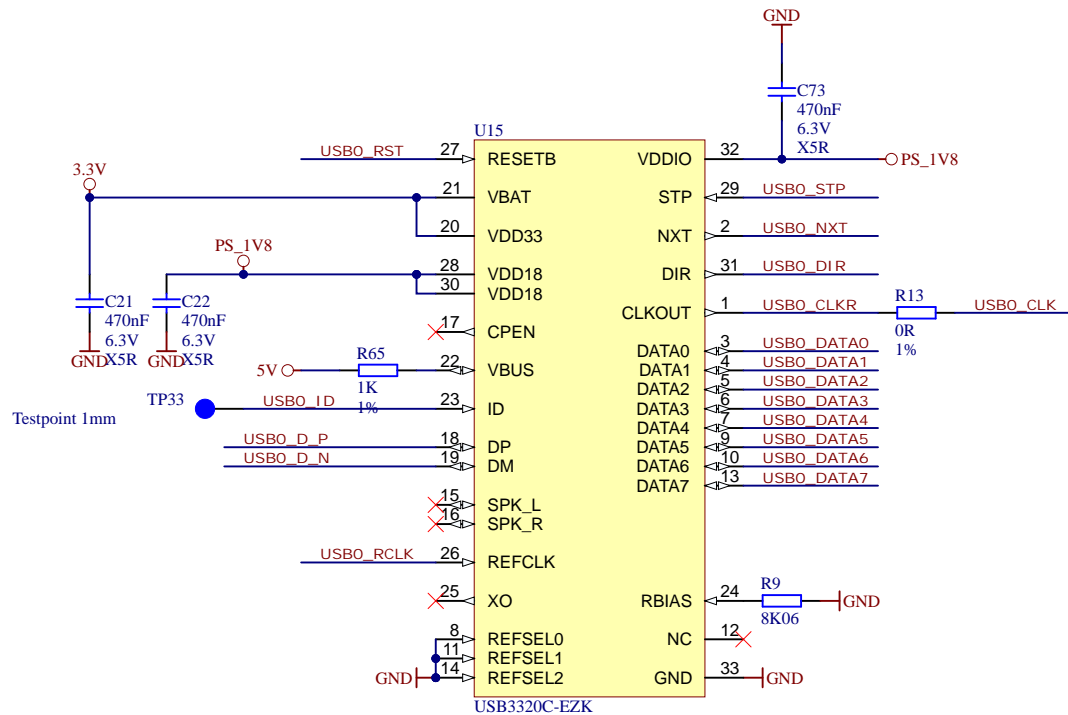 GND
C73
470nF
6.3V
X5R
U15
USB0_RST
27
RESETB
VDDIO
32
PS_1V8
3.3V
21
VBAT
STP
29
USB0_STP
20
VDD33
NXT
2
USB0_NXT
PS_1V8
28
VDD18
DIR
31
USB0_DIR
30
VDD18
C21
470nF
6.3V
X5R
GND
C22
470nF
6.3V
X5R
GND
CLKOUT
1
USB0_CLKR
R13
0R
1%
USB0_CLK
17
CPEN
DATA0
3
USB0_DATA0
5V
R65
1K
1%
22
VBUS
DATA1
4
USB0_DATA1
DATA2
5
USB0_DATA2
TP33
Testpoint 1mm
USB0_ID
23
ID
DATA3
6
USB0_DATA3
DATA4
7
USB0_DATA4
USB0_D_P
18
DP
DATA5
9
USB0_DATA5
USB0_D_N
19
DM
DATA6
10
USB0_DATA6
DATA7
13
USB0_DATA7
15
SPK_L
16
SPK_R
USB0_RCLK
26
REFCLK
25
XO
RBIAS
24
R9
8K06
GND
8
REFSEL0
NC
12
11
REFSEL1
GND
14
REFSEL2
GND
33
GND
USB3320C-EZK